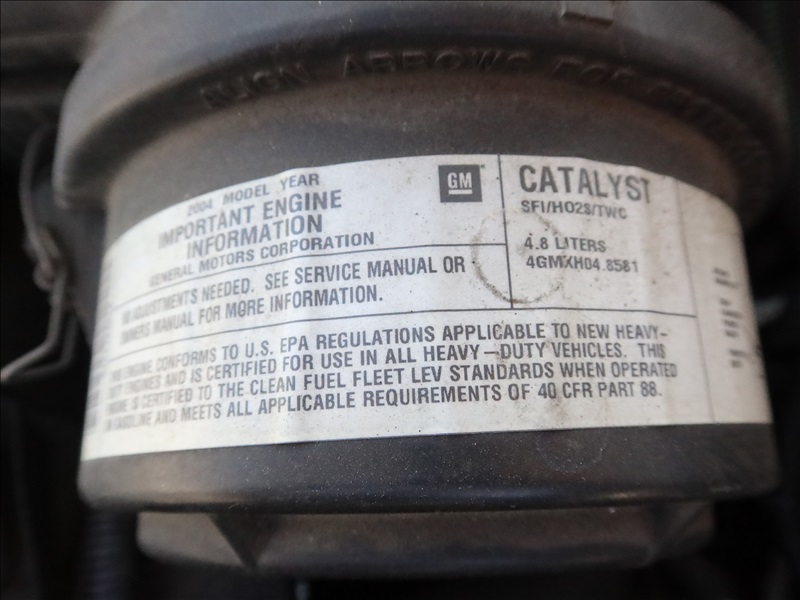 ALIGN ARROWS FOR
2004 MODEL YEAR
IMPORTANT ENGINE
INFORMATION
GENERAL MOTORS CORPORATION
GM
CATALYST
SFI/HO2S/TWC
4.8 LITERS
4GMXH04.8581
NO ADJUSTMENTS NEEDED. SEE SERVICE MANUAL OR
OWNERS MANUAL FOR MORE INFORMATION.
THIS ENGINE CONFORMS TO U.S. EPA REGULATIONS APPLICABLE TO NEW HEAVY-
DUTY ENGINES AND IS CERTIFIED FOR USE IN ALL HEAVY-DUTY VEHICLES. THIS
ENGINE IS CERTIFIED TO THE CLEAN FUEL FLEET LEV STANDARDS WHEN OPERATED
ON GASOLINE AND MEETS ALL APPLICABLE REQUIREMENTS OF 40 CFR PART 88.